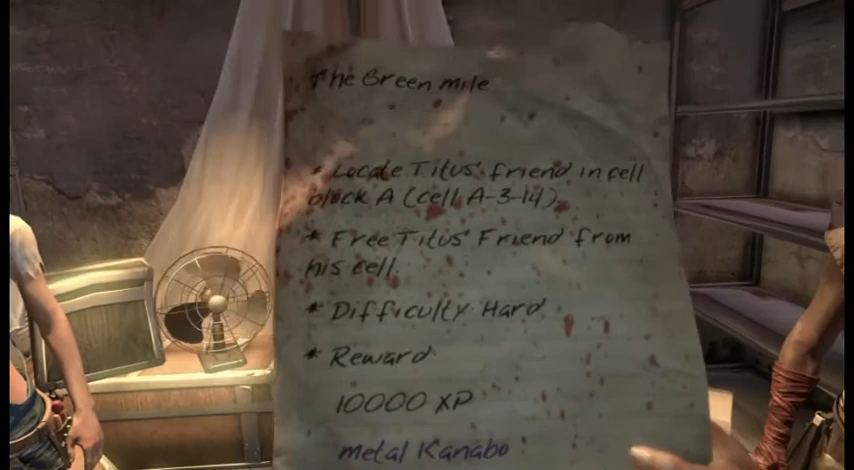 The Green mile
* Locate Titus' friend in cell
block A (cell A-3-14).
* Free Titus' Friend from
his cell.
* Difficulty Hard
* Reward
10000 XP
metal Kanabo